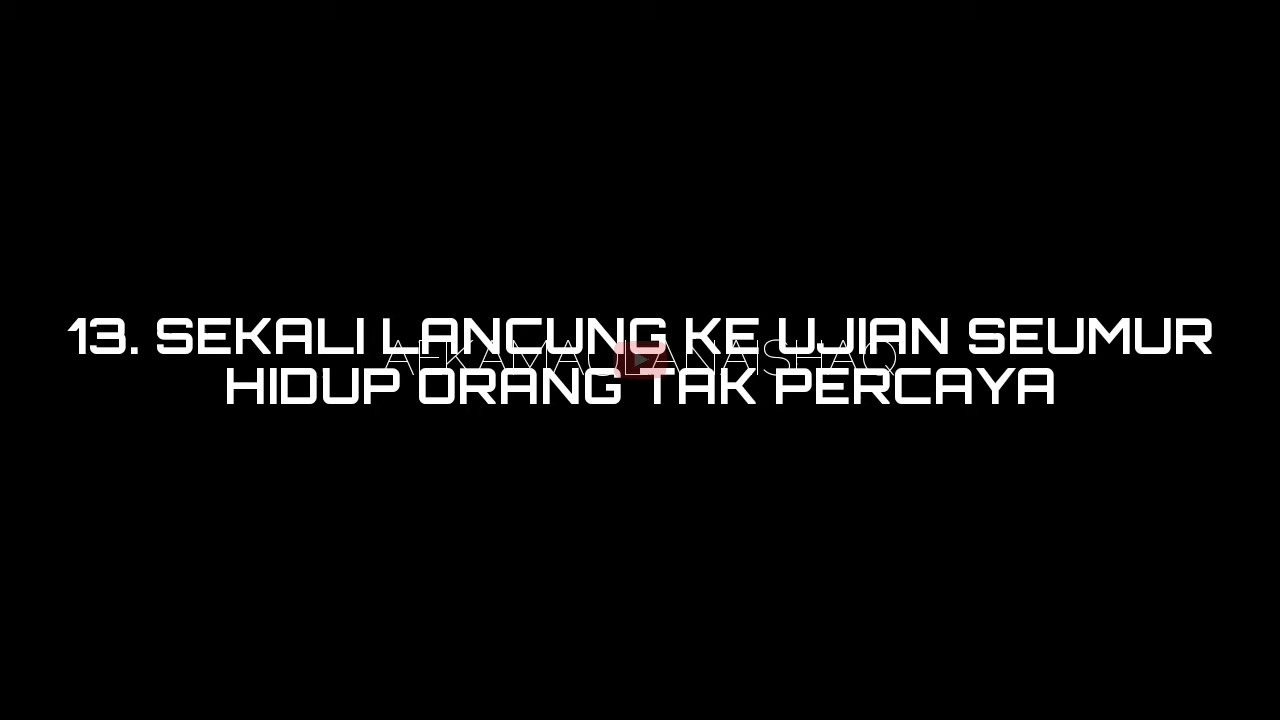 13. SEKALI LANCUNG KE UJIAN SEUMUR
HIDUP ORANG TAK PERCAYA